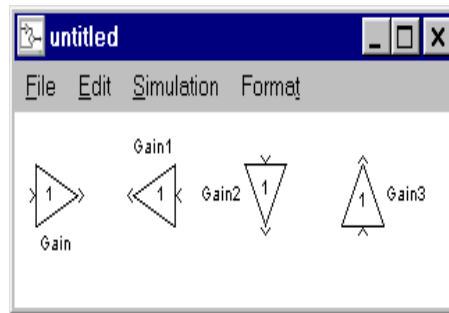 untitled
File Edit Simulation Format
Gain1
1 1 Gain2 1 1 Gain3
Gain